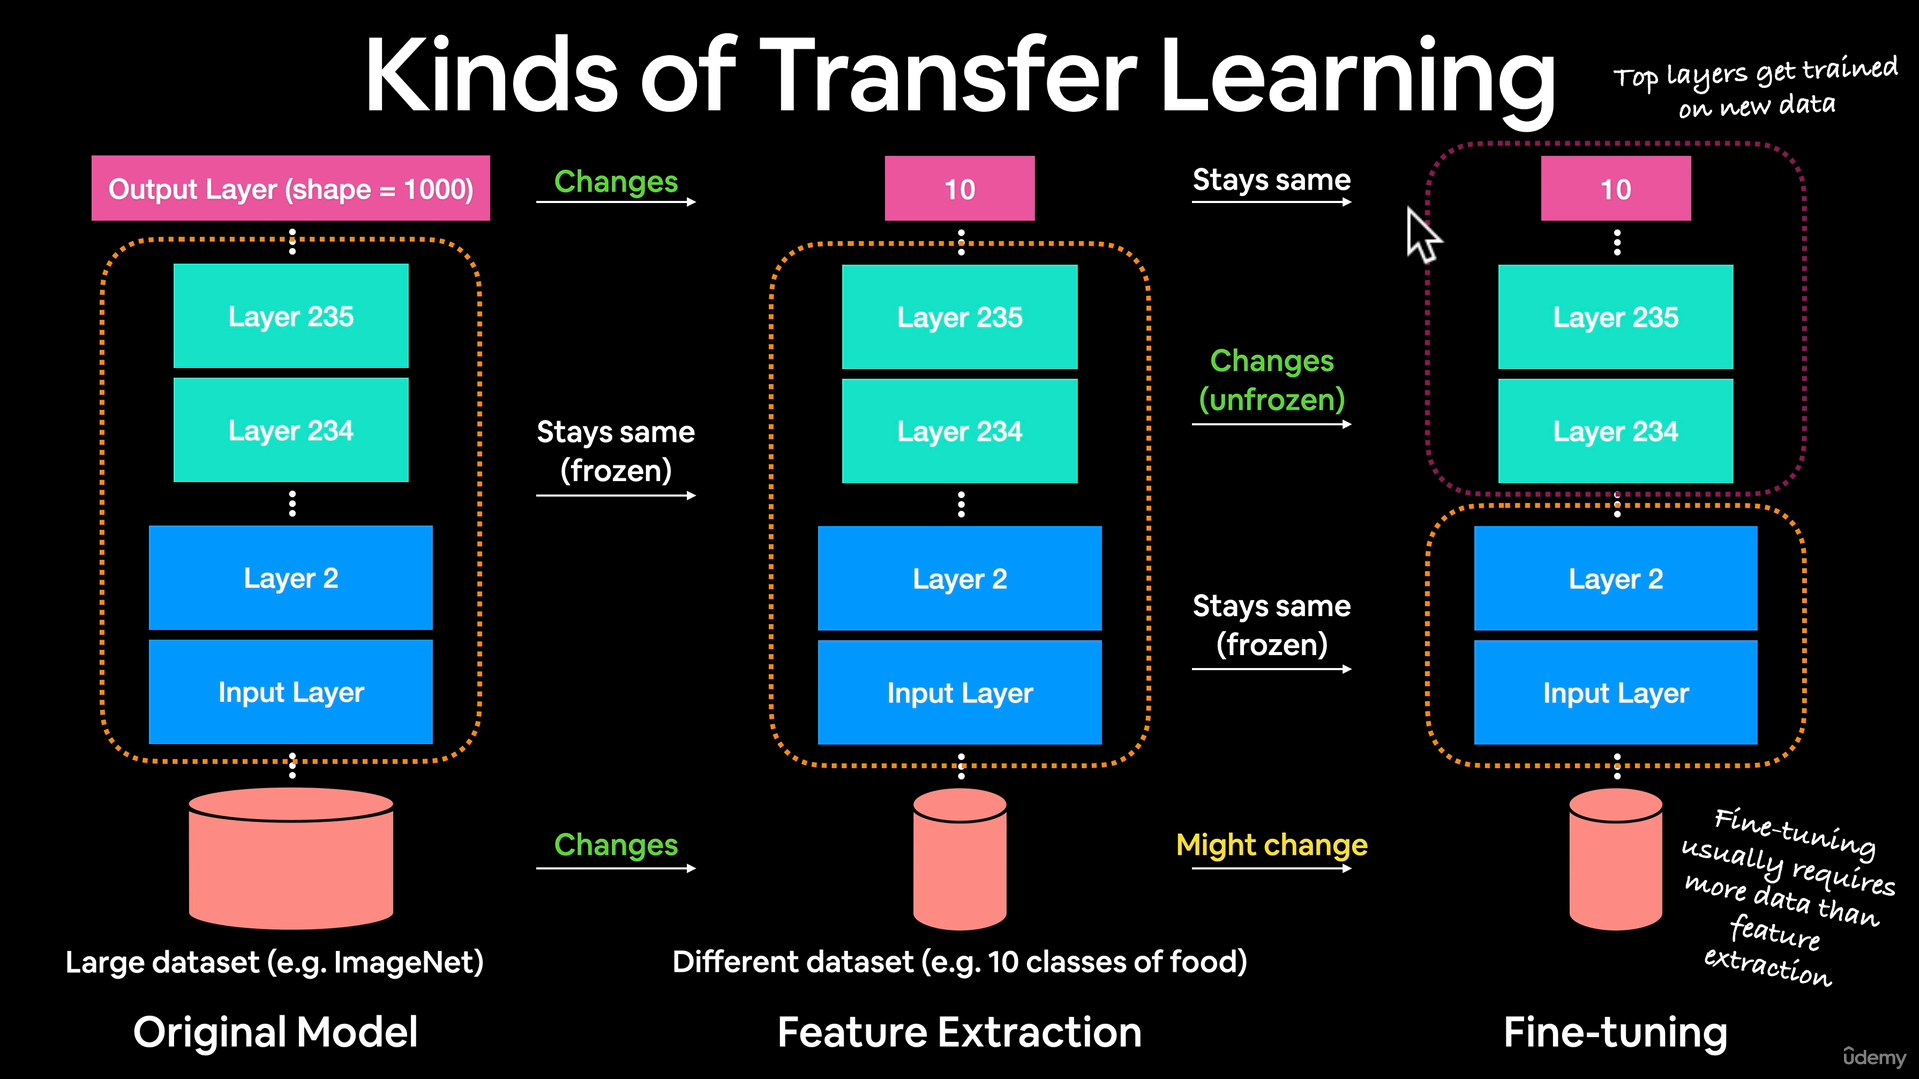 Kinds of Transfer Learning
Top layers get trained
on new data
Output Layer (shape = 1000)
Changes
10
Stays same
10
Layer 235
Layer 235
Layer 235
Changes
(unfrozen)
Layer 234
Layer 234
Layer 234
Stays same
(frozen)
Layer 2
Layer 2
Layer 2
Stays same
(frozen)
Input Layer
Input Layer
Input Layer
Changes
Might change
Fine-tuning
usually requires
more data than
feature
extraction
Large dataset (e.g. ImageNet)
Different dataset (e.g. 10 classes of food)
Original Model
Feature Extraction
Fine-tuning
udemy